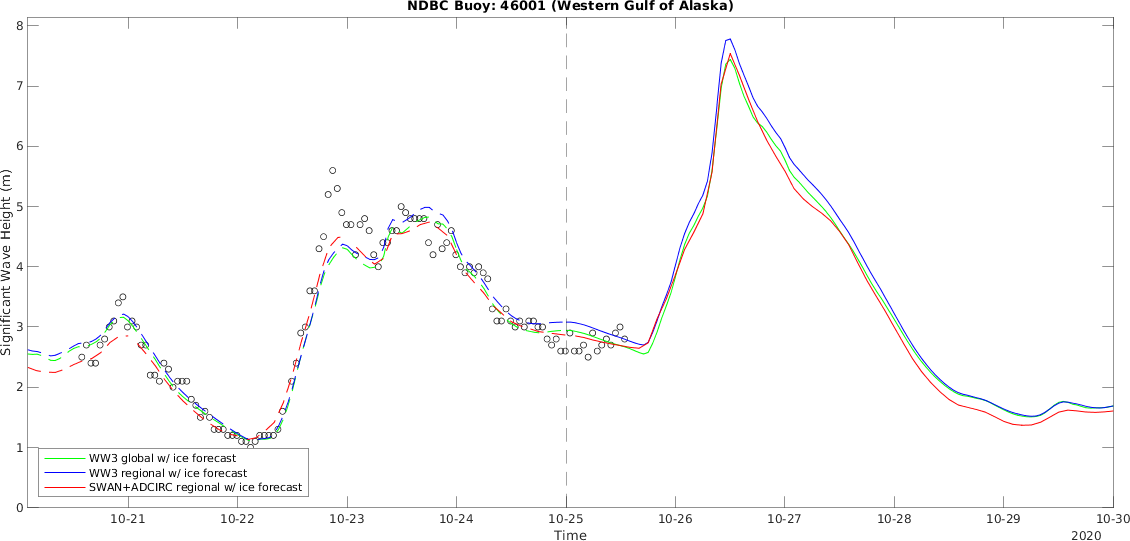 NDBC Buoy: 46001 (Western Gulf of Alaska)
8
7
6
5
4
3
2
1
0
Significant Wave Height (m)
WW3 global w/ ice forecast
WW3 regional w/ ice forecast
SWAN+ADCIRC regional w/ ice forecast
10-21 10-22 10-23 10-24 10-25 10-26 10-27 10-28 10-29 10-30
Time
2020